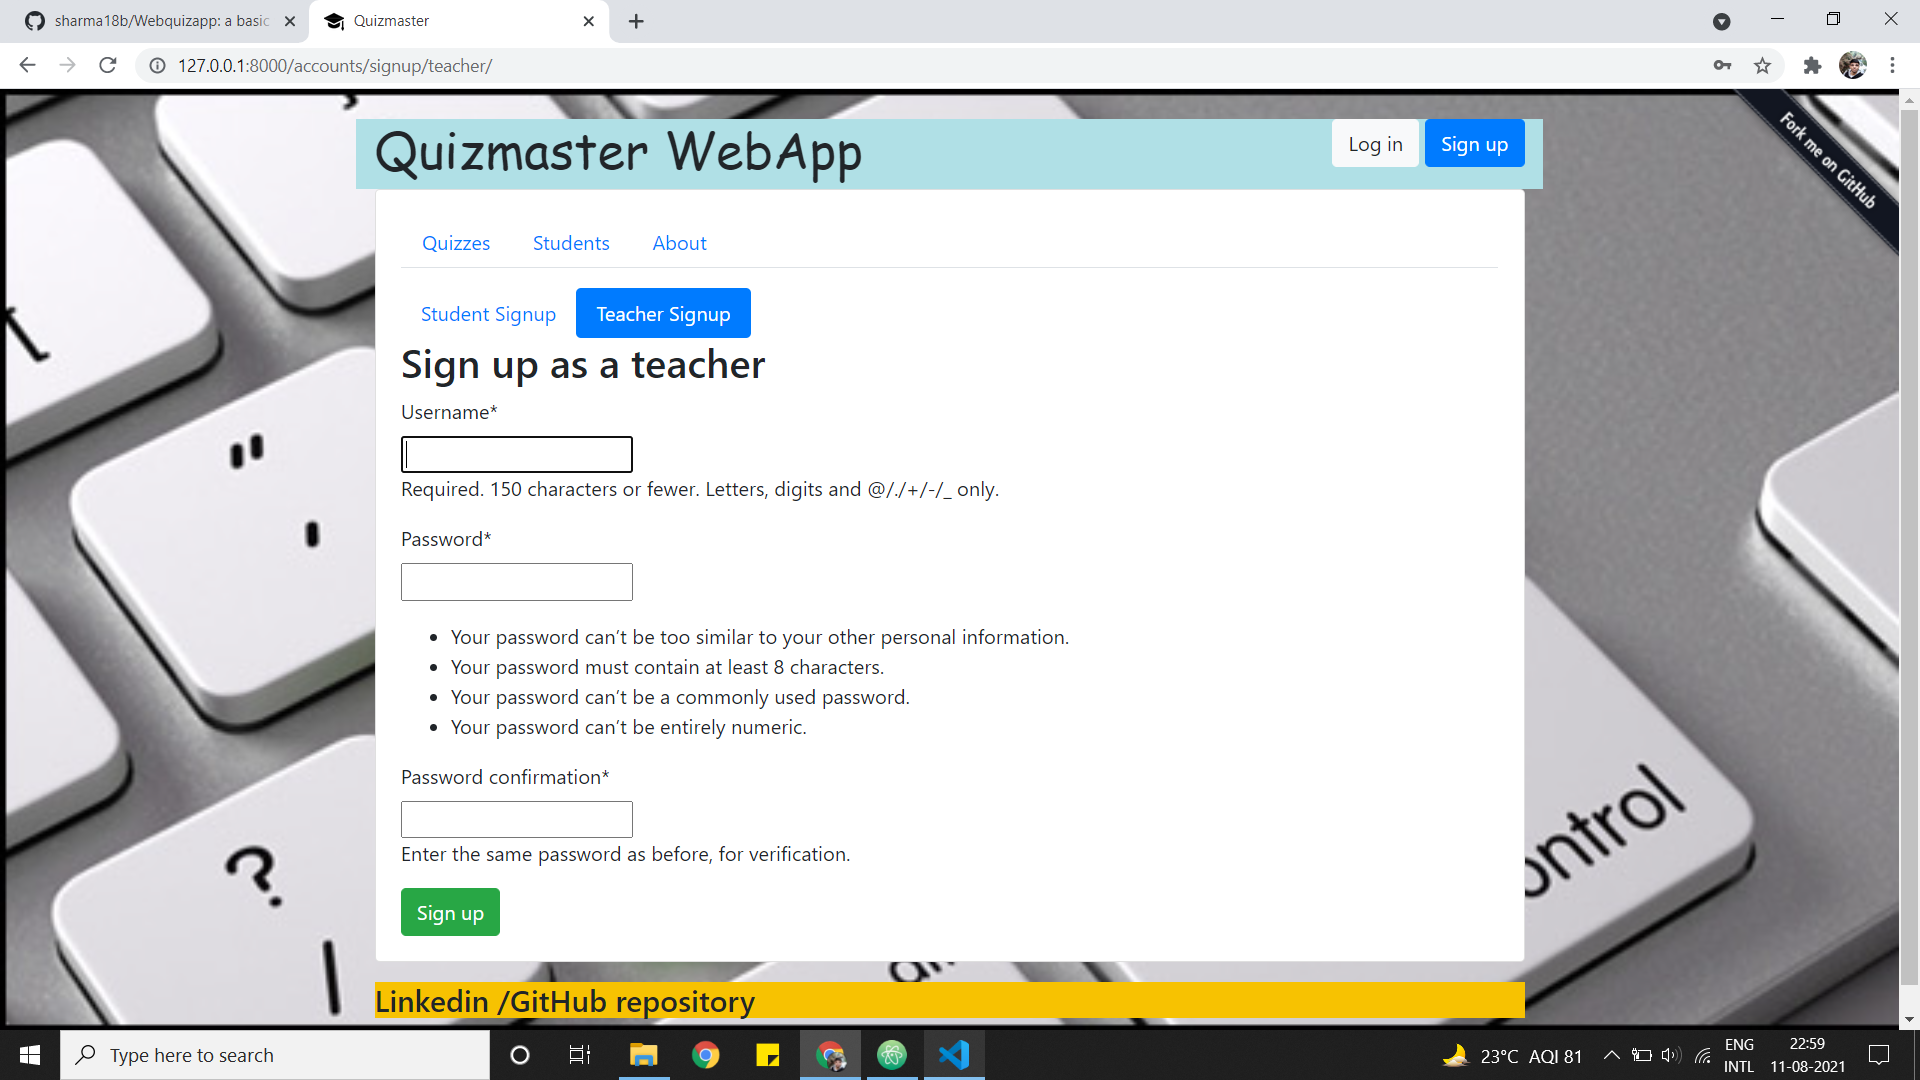 sharma18b/Webquizapp: a basic
Quizmaster
127.0.0.1:8000/accounts/signup/teacher/
Quizmaster WebApp
Log in
Sign up
Fork me on GitHub
Quizzes
Students
About
Student Signup
Teacher Signup
Sign up as a teacher
Username*
Required. 150 characters or fewer. Letters, digits and @/./+/-/_ only.
Password*
Your password can’t be too similar to your other personal information.
Your password must contain at least 8 characters.
Your password can’t be a commonly used password.
Your password can’t be entirely numeric.
Password confirmation*
Enter the same password as before, for verification.
Sign up
ontrol
Linkedin /GitHub repository
Type here to search
23°C AQI 81
ENG
INTL
22:59
11-08-2021